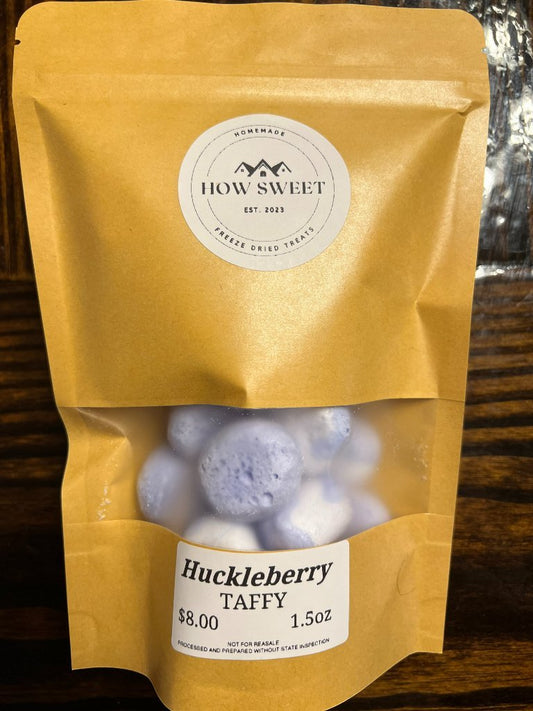 HOMEMADE
HOW SWEET
EST. 2023
FREEZE DRIED TREATS
Huckleberry
TAFFY
$8.00 1.5oz
NOT FOR REASALE
PROCESSED AND PREPARED WITHOUT STATE INSPECTION